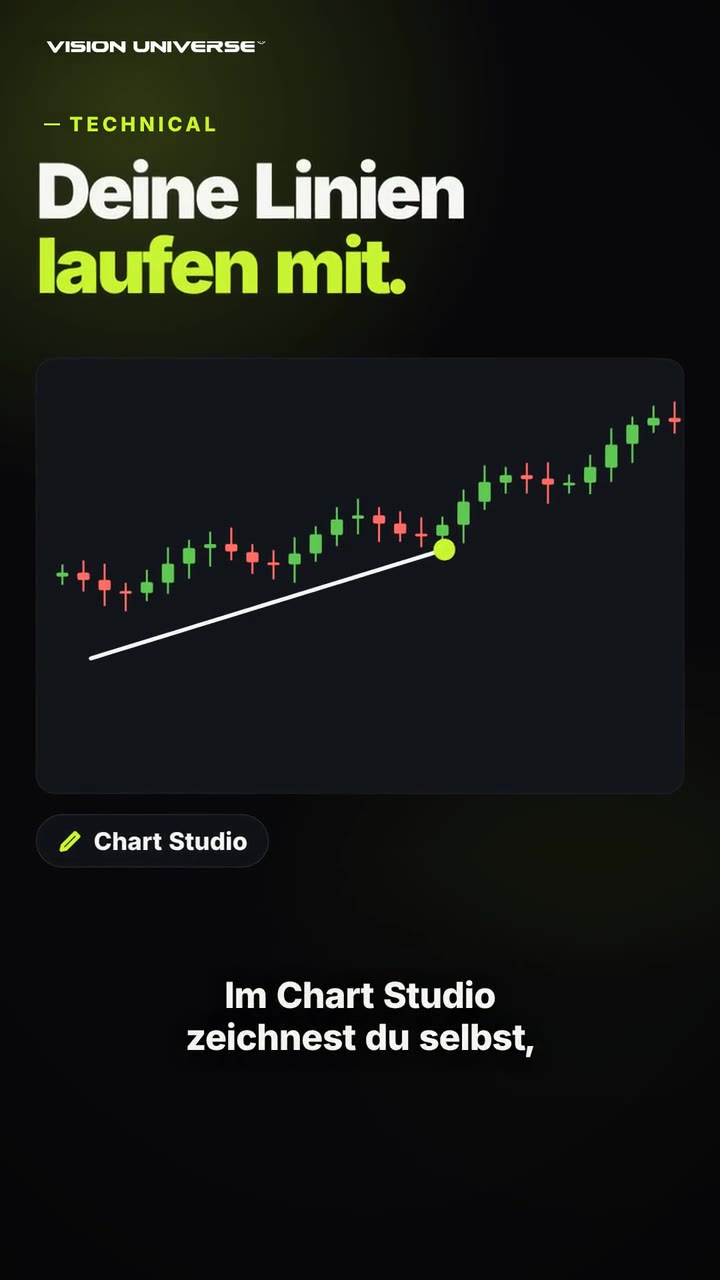 VISION UNIVERSE
— TECHNICAL
Deine Linien
laufen mit.
Chart Studio
Im Chart Studio
zeichnest du selbst,